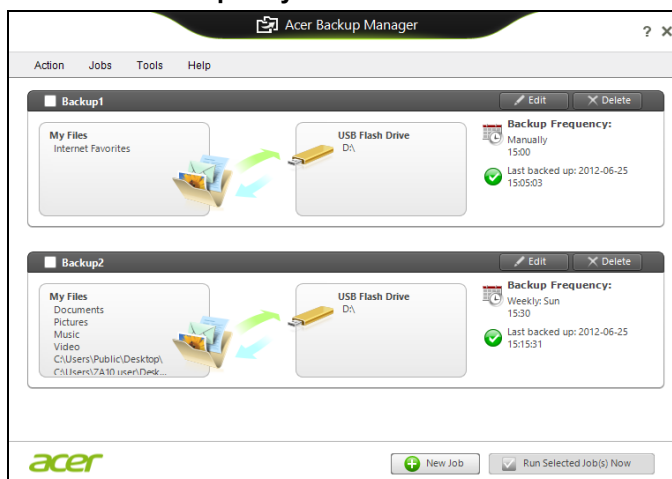 Acer Backup Manager
? X
Action Jobs Tools Help
Backup1
Edit
Delete
My Files
Internet Favorites
USB Flash Drive
D:\
Backup Frequency:
Manually
15:00
Last backed up: 2012-06-25
15:05:03
Backup2
Edit
Delete
My Files
Documents
Pictures
Music
Video
C:\Users\Public\Desktop\
C:\Users\ZA10 user\Desk...
USB Flash Drive
D:\
Backup Frequency:
Weekly: Sun
15:30
Last backed up: 2012-06-25
15:15:31
acer
New Job
Run Selected Job(s) Now